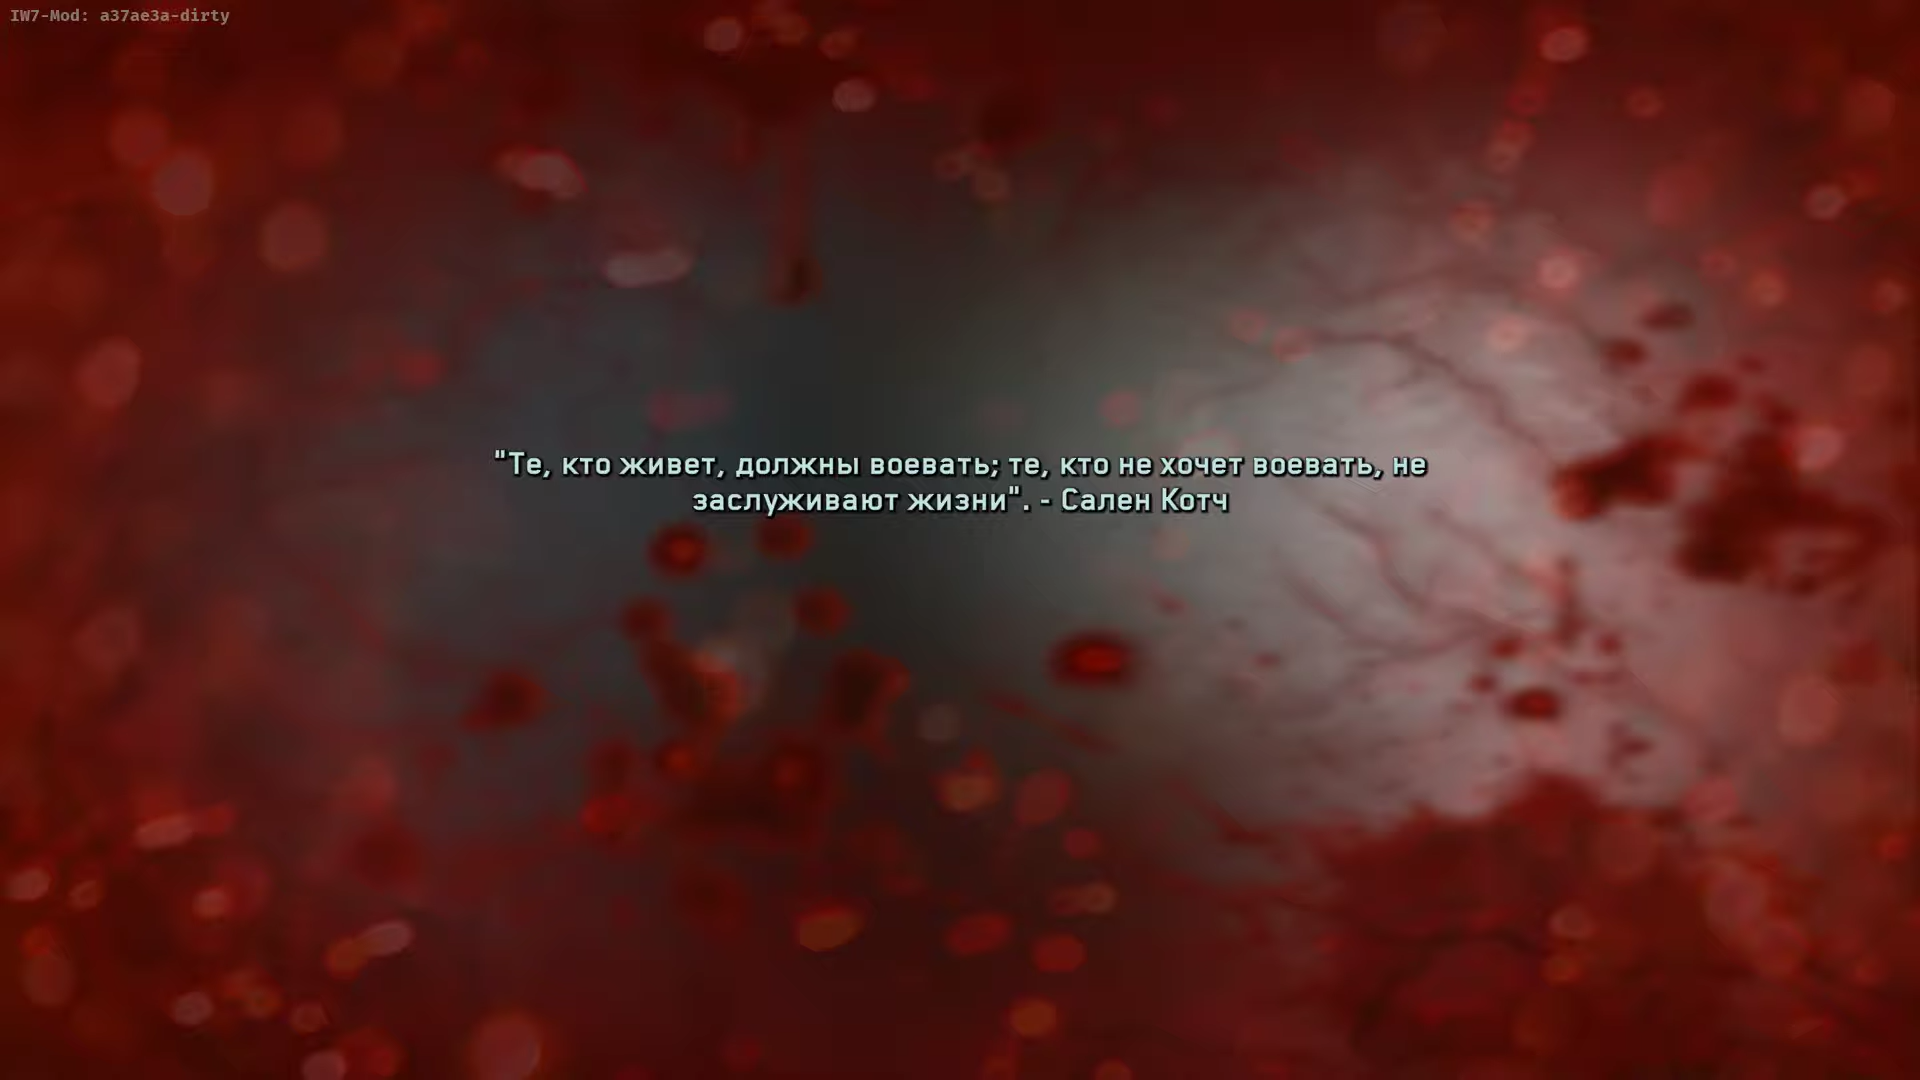 IW7-Mod: a37ae3a-dirty
"Те, кто живет, должны воевать; те, кто не хочет воевать, не
заслуживают жизни". - Сален Котч